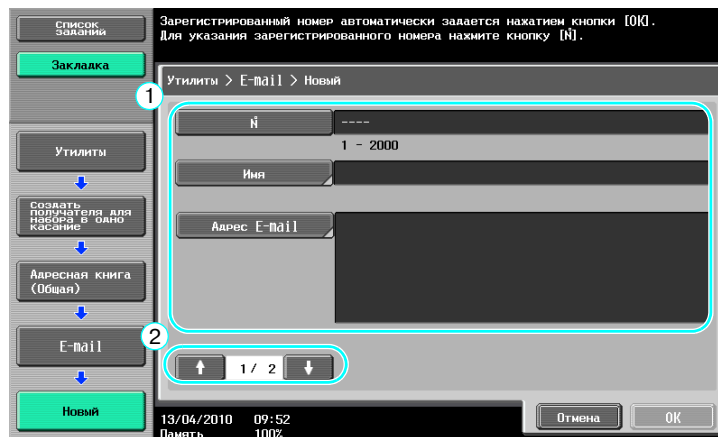 Список
заданий
Зарегистрированный номер автоматически задается нажатием кнопки [OK].
Для указания зарегистрированного номера нажмите кнопку [№].
Закладка
Утилиты > E-mail > Новый
1
№
----
1 - 2000
Утилиты
Имя
Создать
получателя для
набора в одно
касание
Адрес E-mail
Адресная книга
(Общая)
2
E-mail
1/ 2
Новый
Отмена
OK
13/04/2010 09:52
Память 100%